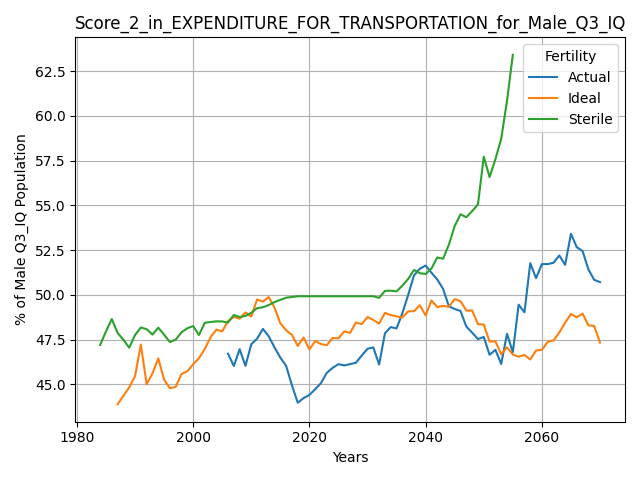 Score_2_in_EXPENDITURE_FOR_TRANSPORTATION_for_Male_Q3_IQ
Fertility
Actual
Ideal
Sterile
% of Male Q3_IQ Population
62.5
60.0
57.5
55.0
52.5
50.0
47.5
45.0
1980
2000
2020
2040
2060
Years